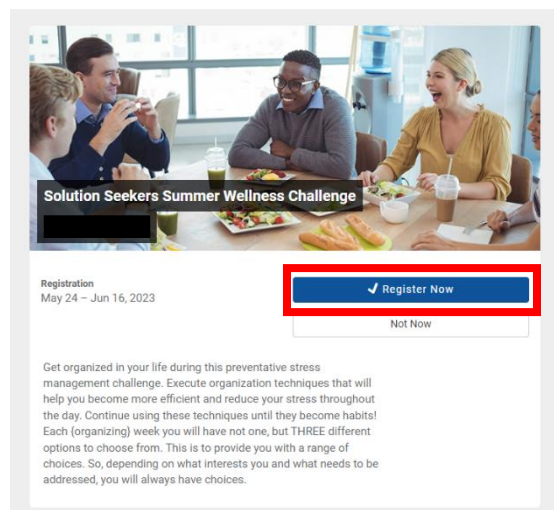 Solution Seekers Summer Wellness Challenge
Registration
May 24 – Jun 16, 2023
Register Now
Not Now
Get organized in your life during this preventative stress
management challenge. Execute organization techniques that will
help you become more efficient and reduce your stress throughout
the day. Continue using these techniques until they become habits!
Each (organizing) week you will have not one, but THREE different
options to choose from. This is to provide you with a range of
choices. So, depending on what interests you and what needs to be
addressed, you will always have choices.